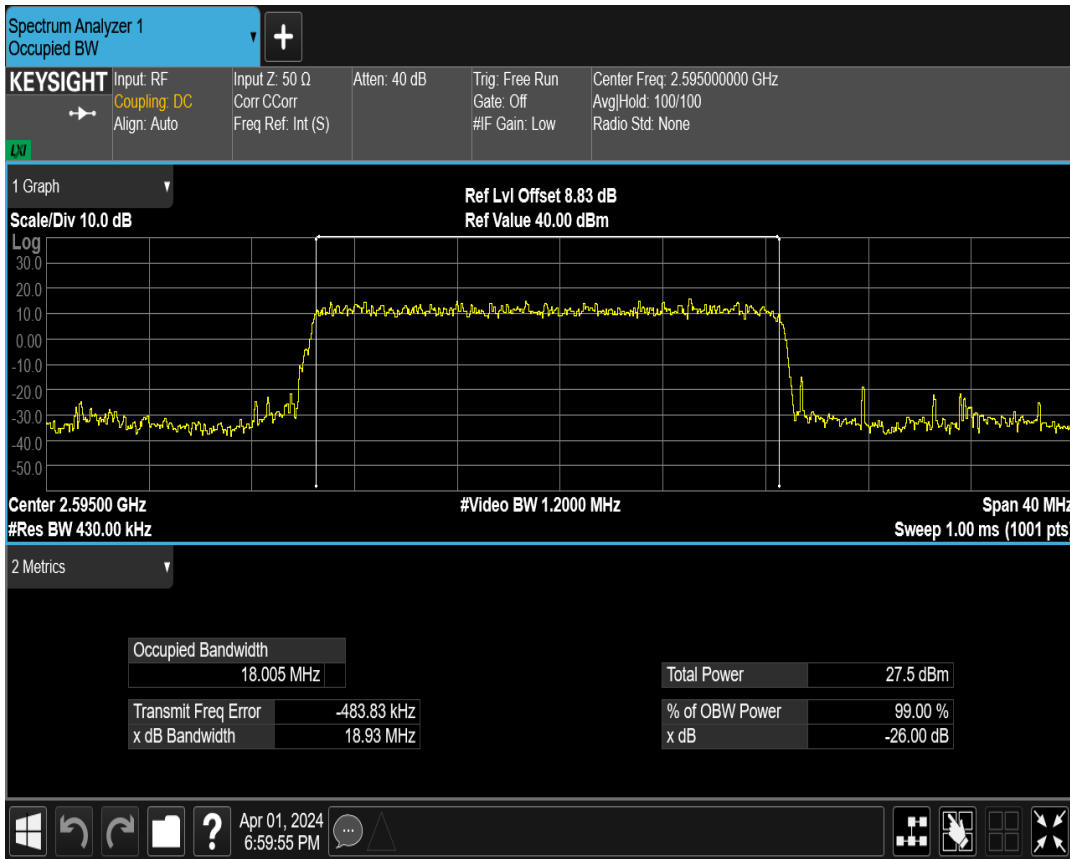 Spectrum Analyzer 1
Occupied BW
KEYSIGHT
LXI
Input: RF
Coupling: DC
Align: Auto
Input Z: 50 Ω
Corr CCorr
Freq Ref: Int (S)
Atten: 40 dB
Trig: Free Run
Gate: Off
#IF Gain: Low
Center Freq: 2.595000000 GHz
Avg|Hold: 100/100
Radio Std: None
1 Graph
Ref Lvl Offset 8.83 dB
Scale/Div 10.0 dB
Ref Value 40.00 dBm
Log
30.0
20.0
10.0
0.00
-10.0
-20.0
-30.0
-40.0
-50.0
Center 2.59500 GHz
#Video BW 1.2000 MHz
Span 40 MHz
#Res BW 430.00 kHz
Sweep 1.00 ms (1001 pts)
2 Metrics
Occupied Bandwidth
18.005 MHz
Total Power 27.5 dBm
Transmit Freq Error -483.83 kHz
% of OBW Power 99.00 %
x dB Bandwidth 18.93 MHz
x dB -26.00 dB
?
Apr 01, 2024
6:59:55 PM